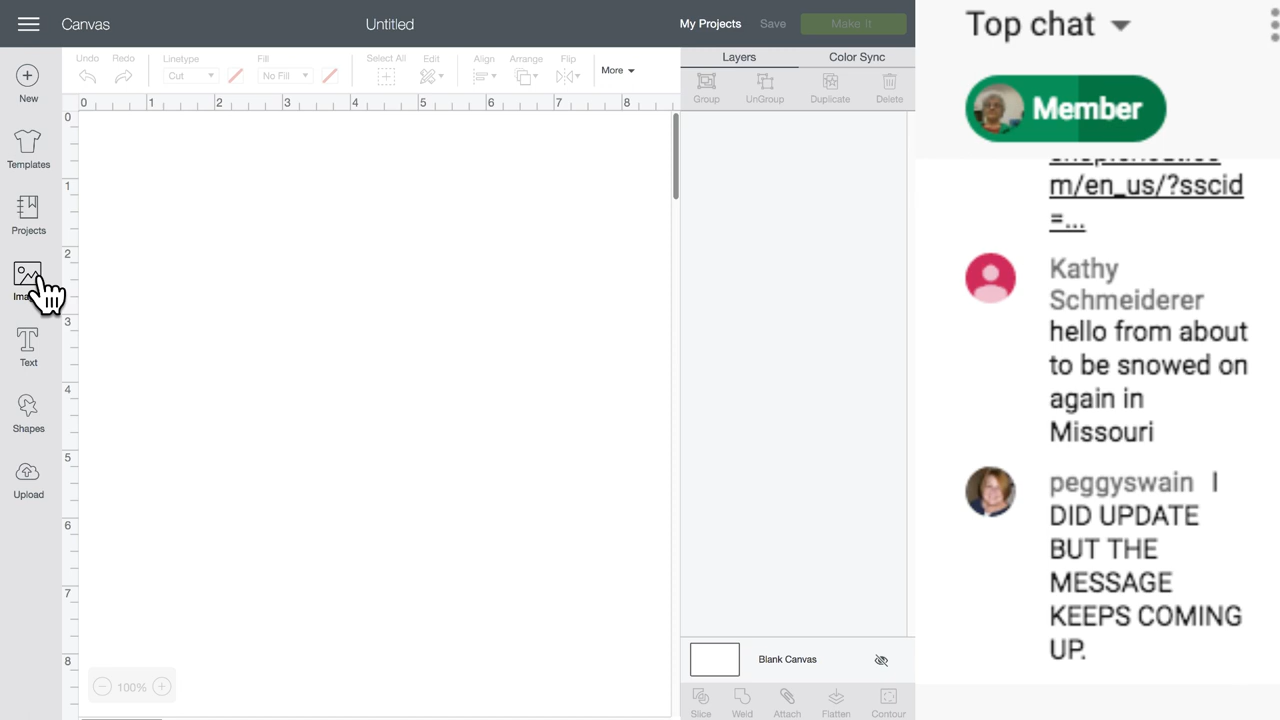 Canvas
Untitled
My Projects
Save
Make It
Undo
Redo
Linetype
Cut
Fill
No Fill
Select All
Edit
Align
Arrange
Flip
More
New
Templates
Projects
Text
Shapes
Upload
0 1 2 3 4 5 6 7 8
0
1
2
3
4
5
6
7
8
100%
Layers
Color Sync
Group
UnGroup
Duplicate
Delete
Blank Canvas
Slice
Weld
Attach
Flatten
Contour
Top chat
Member
m/en_us/?sscid
=...
Kathy
Schmeiderer
hello from about
to be snowed on
again in
Missouri
peggyswain I
DID UPDATE
BUT THE
MESSAGE
KEEPS COMING
UP.